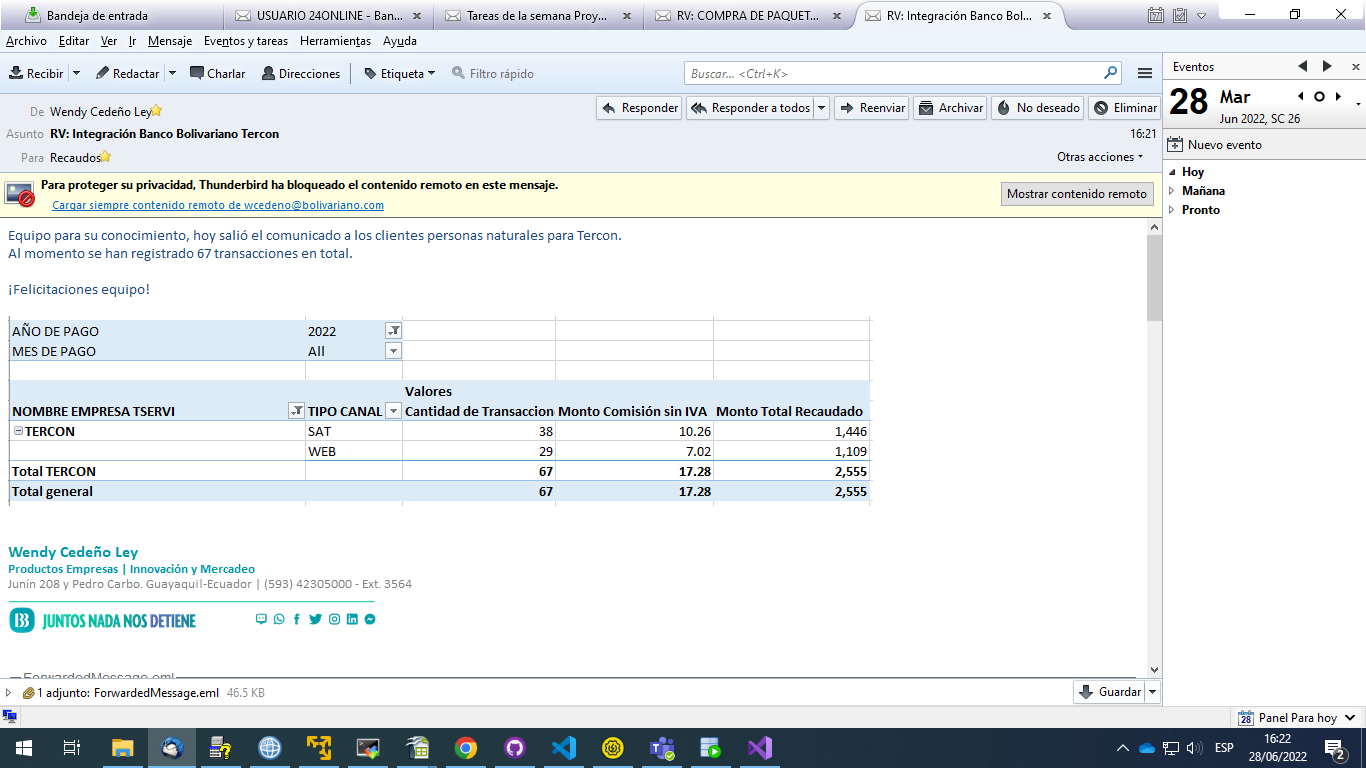 Bandeja de entrada
USUARIO 24ONLINE - Ban...
Tareas de la semana Proy...
RV: COMPRA DE PAQUET...
RV: Integración Banco Bol...
Archivo Editar Ver Ir Mensaje Eventos y tareas Herramientas Ayuda
Recibir Redactar Charlar Direcciones Etiqueta Filtro rápido Buscar... <Ctrl+K>
De Wendy Cedeño Ley
Responder Responder a todos Reenviar Archivar No deseado Eliminar
Asunto RV: Integración Banco Bolivariano Tercon 16:21
Para Recaudos Otras acciones
Para proteger su privacidad, Thunderbird ha bloqueado el contenido remoto en este mensaje.
Cargar siempre contenido remoto de wcedeno@bolivariano.com
Mostrar contenido remoto
Equipo para su conocimiento, hoy salió el comunicado a los clientes personas naturales para Tercon.
Al momento se han registrado 67 transacciones en total.
¡Felicitaciones equipo!
AÑO DE PAGO 2022
MES DE PAGO All
Valores
NOMBRE EMPRESA TSERVI TIPO CANAL Cantidad de Transaccion Monto Comisión sin IVA Monto Total Recaudado
TERCON SAT 38 10.26 1,446
WEB 29 7.02 1,109
Total TERCON 67 17.28 2,555
Total general 67 17.28 2,555
Wendy Cedeño Ley
Productos Empresas | Innovación y Mercadeo
Junín 208 y Pedro Carbo. Guayaquil-Ecuador | (593) 42305000 - Ext. 3564
JUNTOS NADA NOS DETIENE
ForwardedMessage.eml
1 adjunto: ForwardedMessage.eml 46.5 KB
Guardar
Eventos
28 Mar
Jun 2022, SC 26
Nuevo evento
Hoy
Mañana
Pronto
28 Panel Para hoy
ESP
16:22
28/06/2022
2